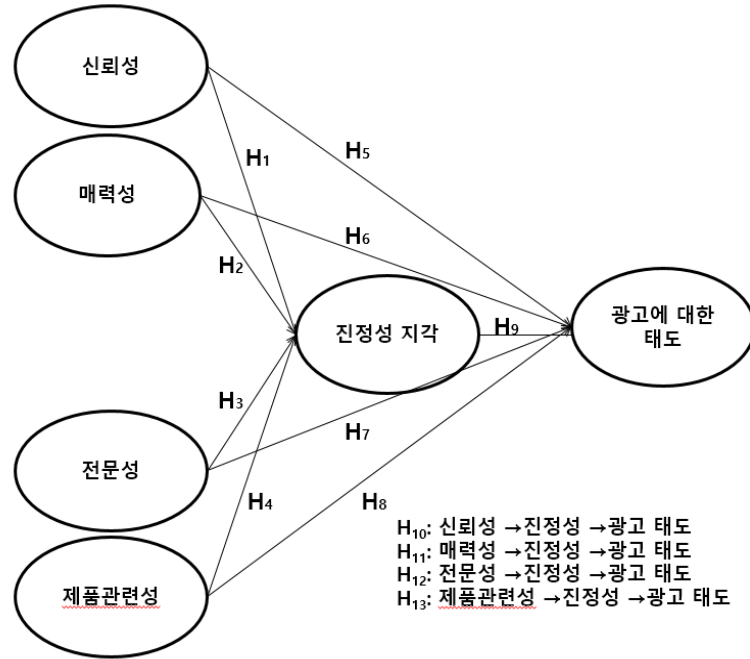 신뢰성
H₅
H₁
매력성
H₆
H₂
진정성 지각
H₉
광고에 대한
태도
H₃
H₇
전문성
H₄
H₈
제품관련성
H₁₀: 신뢰성 →진정성 →광고 태도
H₁₁: 매력성 →진정성 →광고 태도
H₁₂: 전문성 →진정성 →광고 태도
H₁₃: 제품관련성 →진정성 →광고 태도